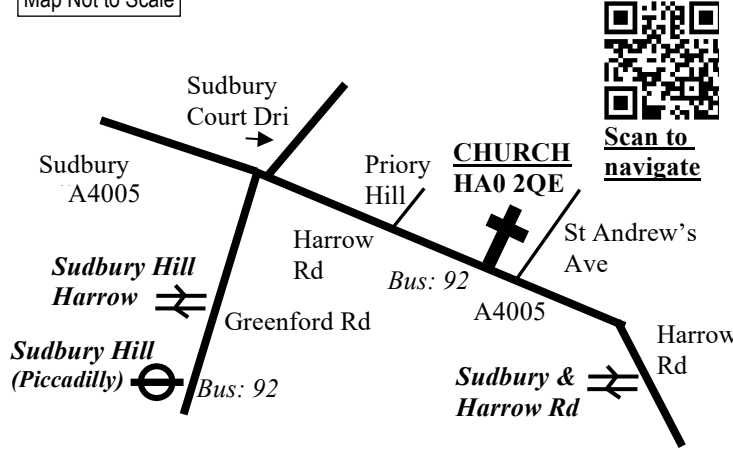 Map Not to Scale
Scan to
navigate
Sudbury
Court Dri
CHURCH
HA0 2QE
Priory
Hill
Sudbury
A4005
St Andrew's
Ave
Harrow
Rd
Bus: 92
A4005
Sudbury Hill
Harrow
Greenford Rd
Sudbury Hill
(Piccadilly)
Bus: 92
Harrow
Rd
Sudbury &
Harrow Rd